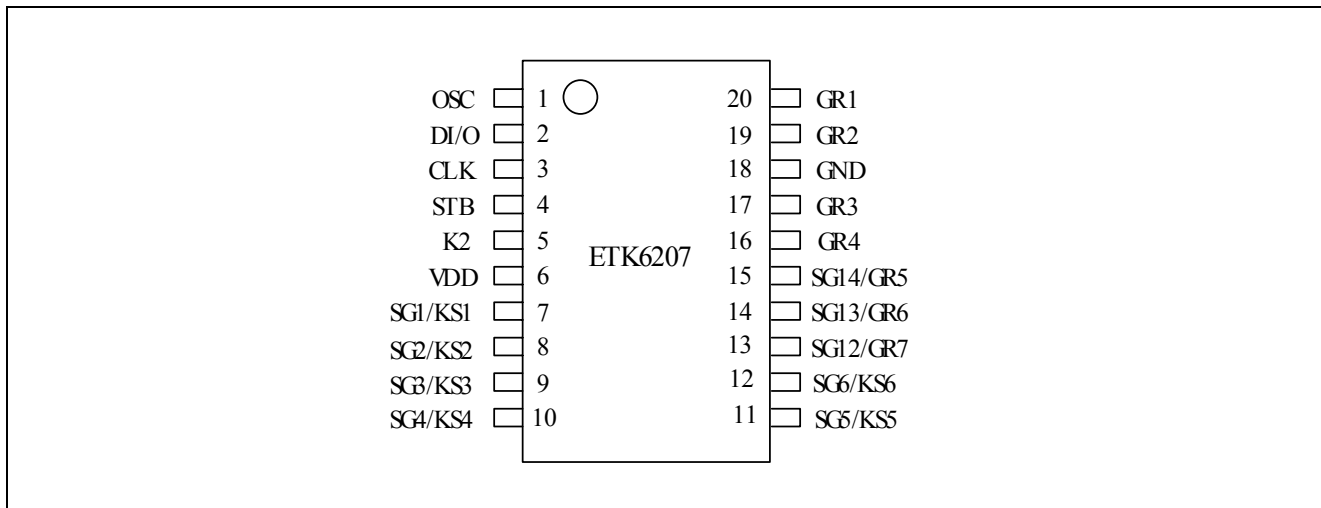 OSC 1 20 GR1
DI/O 2 19 GR2
CLK 3 18 GND
STB 4 17 GR3
K2 5 16 GR4
ETK6207
VDD 6 15 SG14/GR5
SG1/KS1 7 14 SG13/GR6
SG2/KS2 8 13 SG12/GR7
SG3/KS3 9 12 SG6/KS6
SG4/KS4 10 11 SG5/KS5